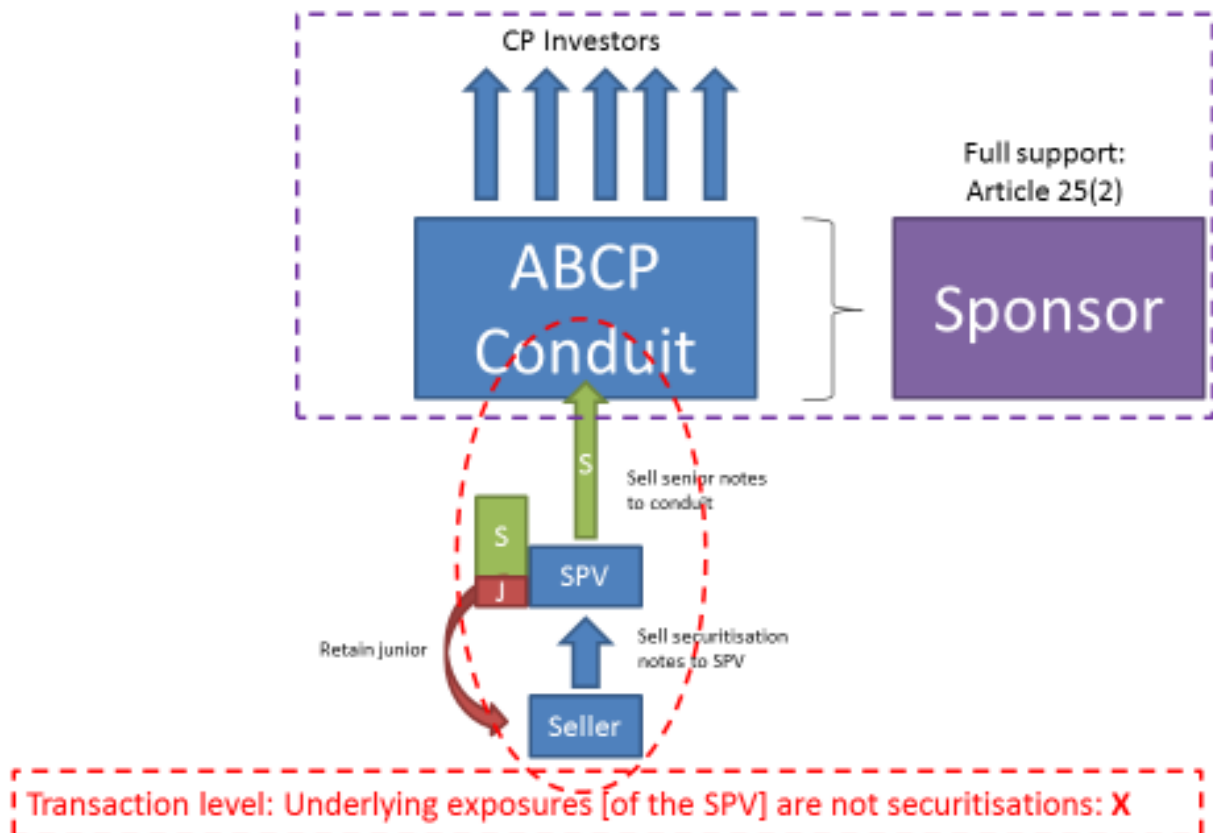 CP Investors
Full support:
Article 25(2)
ABCP
Conduit
Sponsor
S
Sell senior notes
to conduit
S
J
SPV
Retain junior
Sell securitisation
notes to SPV
Seller
Transaction level: Underlying exposures [of the SPV] are not securitisations: X